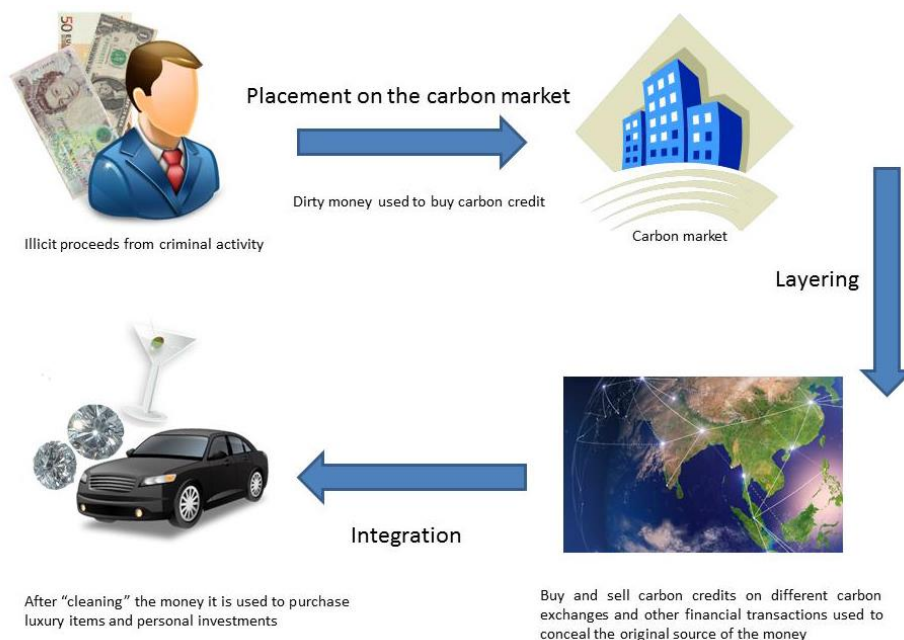 Placement on the carbon market
Dirty money used to buy carbon credit
Illicit proceeds from criminal activity
Carbon market
Layering
Integration
After “cleaning” the money it is used to purchase
luxury items and personal investments
Buy and sell carbon credits on different carbon
exchanges and other financial transactions used to
conceal the original source of the money